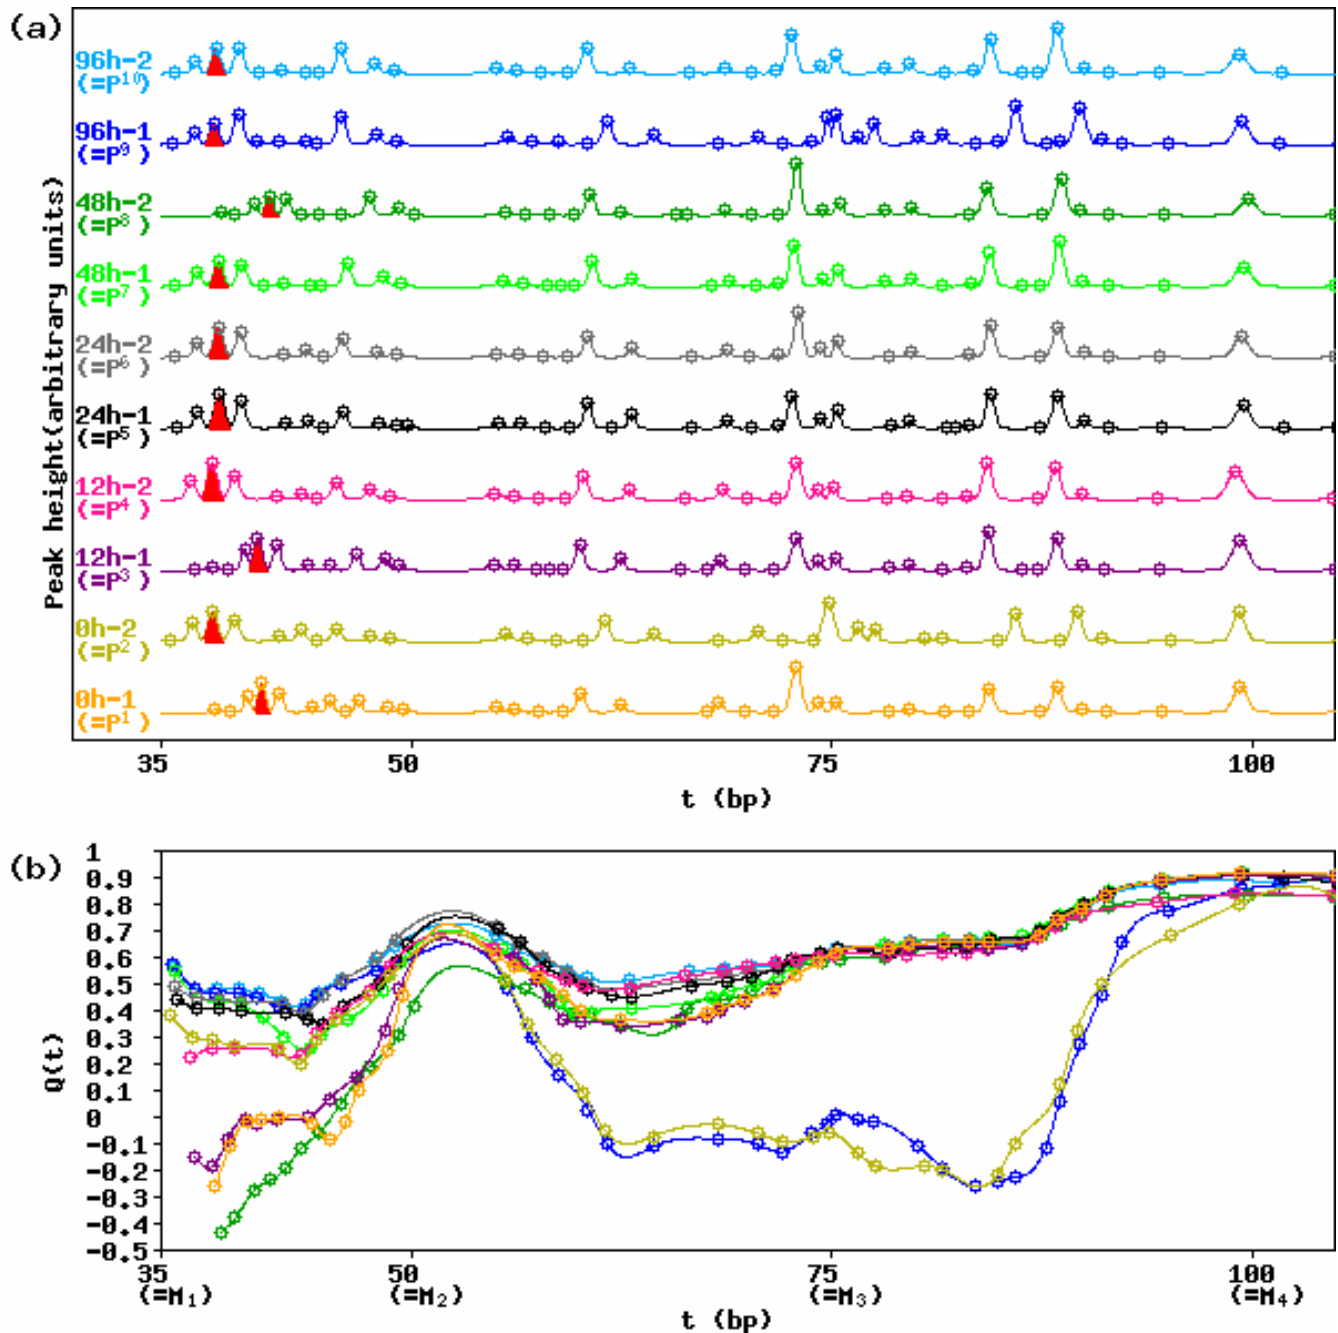 (a)
96h-2
(=P10)
96h-1
(=P9)
48h-2
(=P8)
48h-1
(=P7)
24h-2
(=P6)
24h-1
(=P5)
12h-2
(=P4)
12h-1
(=P3)
0h-2
(=P2)
0h-1
(=P1)
Peak height(arbitrary units)
35 50 75 100
t (bp)
(b)
1
0.9
0.8
0.7
0.6
0.5
0.4
0.3
0.2
0.1
0
-0.1
-0.2
-0.3
-0.4
-0.5
Q(t)
35 50 75 100
(=M1) (=M2) (=M3) (=M4)
t (bp)